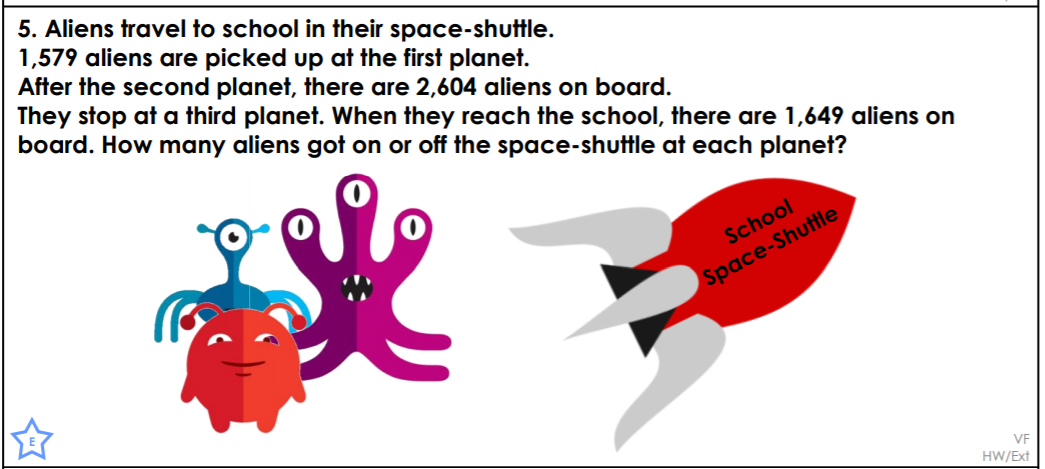 5. Aliens travel to school in their space-shuttle.
1,579 aliens are picked up at the first planet.
After the second planet, there are 2,604 aliens on board.
They stop at a third planet. When they reach the school, there are 1,649 aliens on
board. How many aliens got on or off the space-shuttle at each planet?
School
Space-Shuttle
E
VF
HW/Ext